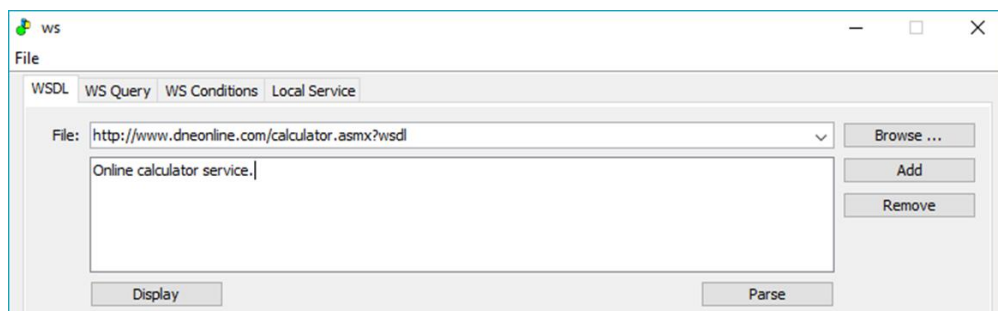 ws
File
WSDL WS Query WS Conditions Local Service
File: http://www.dneonline.com/calculator.asmx?wsdl Browse ...
Online calculator service. Add
Remove
Display Parse